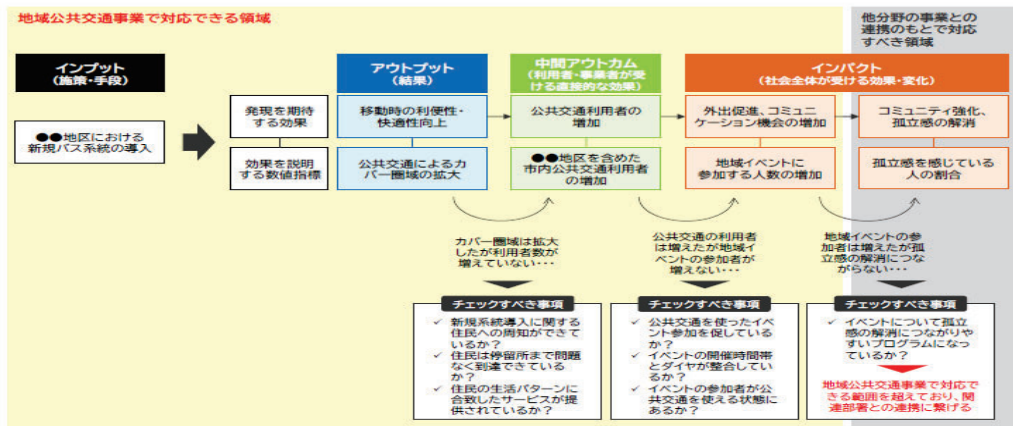 地域公共交通事業で対応できる領域
他分野の事業との
連携のもとで対応
すべき領域
インプット
(施策・手段)
アウトプット
(結果)
中間アウトカム
(利用者・事業者が受
ける直接的な効果)
インパクト
(社会全体が受ける効果・変化)
●●地区における
新規バス系統の導入
発現を期待
する効果
移動時の利便性・
快適性向上
公共交通利用者の
増加
外出促進、コミュニ
ケーション機会の増加
コミュニティ強化、
孤立感の解消
効果を説明
する数値指標
公共交通によるカ
バー圏域の拡大
●●地区を含めた
市内公共交通利用者
の増加
地域イベントに
参加する人数の増加
孤立感を感じている
人の割合
カバー圏域は拡大
したが利用者数が
増えていない・・・
公共交通の利用者
は増えたが地域イ
ベントの参加者が
増えない・・・
地域イベントの参
加者は増えたが孤
立感の解消につな
がらない・・・
チェックすべき事項
✓ 新規系統導入に関する
住民への周知ができて
いるか?
✓ 住民は停留所まで問題
なく到達できている
か?
✓ 住民の生活パターンに
合致したサービスが提
供されているか?
チェックすべき事項
✓ 公共交通を使ったイベ
ント参加を促している
か?
✓ イベントの開催時間帯
とダイヤが整合してい
るか?
✓ イベントの参加者が公
共交通を使える状態に
あるか?
チェックすべき事項
✓ イベントについて孤立
感の解消につながりや
すいプログラムになっ
ているか?
地域公共交通事業で対応で
きる範囲を超えており、関
連部署との連携に繋げる